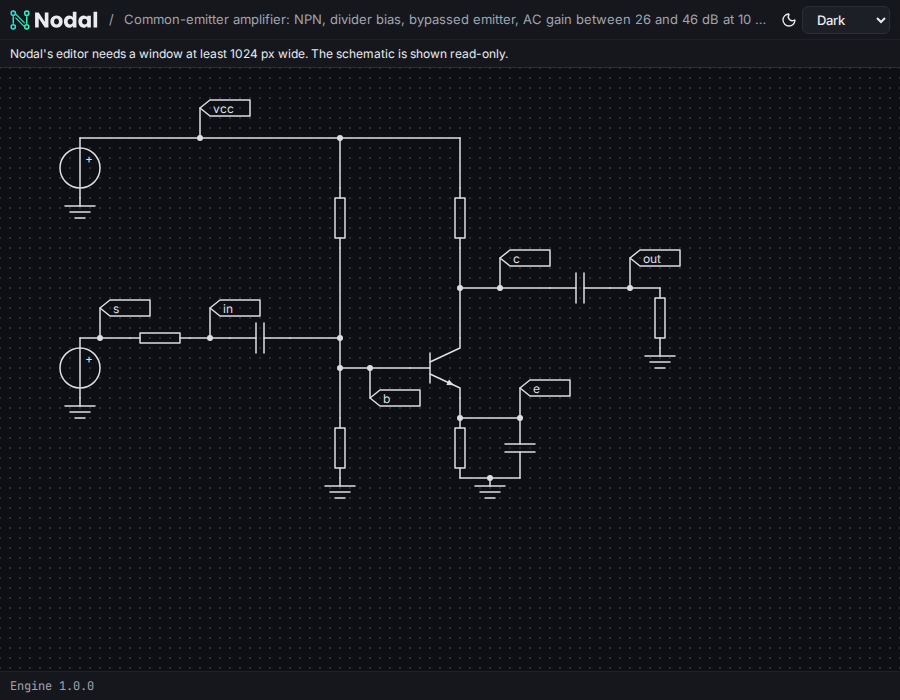 Nodal / Common-emitter amplifier: NPN, divider bias, bypassed emitter, AC gain between 26 and 46 dB at 10 ... Dark
Nodal's editor needs a window at least 1024 px wide. The schematic is shown read-only.
vcc
+
c
out
s
in
+
e
b
Engine 1.0.0